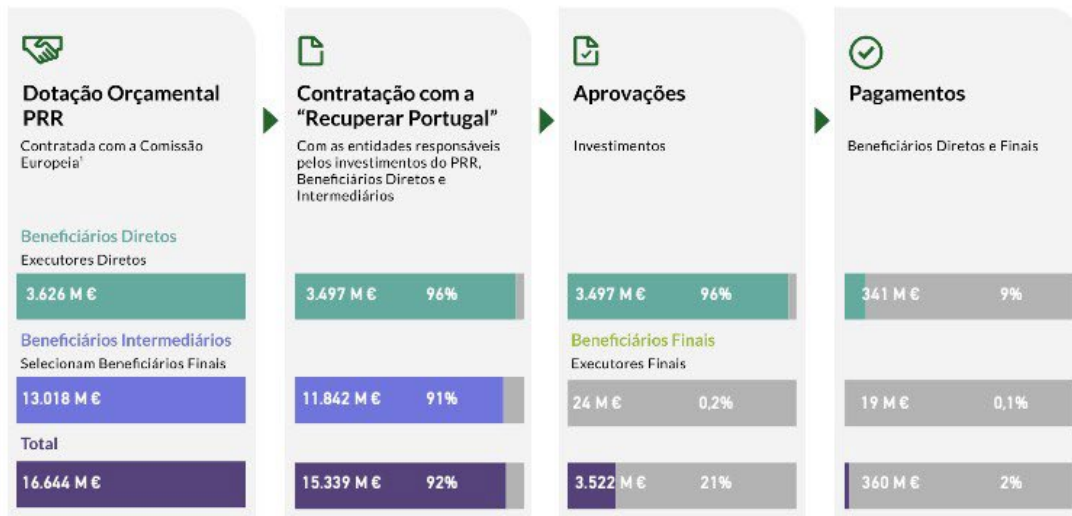 Dotação Orçamental
PRR
Contratada com a Comissão
Europeia¹
Contratação com a
“Recuperar Portugal”
Com as entidades responsáveis
pelos investimentos do PRR,
Beneficiários Diretos e
Intermediários
Aprovações
Investimentos
Pagamentos
Beneficiários Diretos e Finais
Beneficiários Diretos
Executores Diretos
3.626 M €
3.497 M € 96%
3.497 M € 96%
341 M € 9%
Beneficiários Intermediários
Selecionam Beneficiários Finais
Beneficiários Finais
Executores Finais
13.018 M €
11.842 M € 91%
24 M € 0,2%
19 M € 0,1%
Total
16.644 M €
15.339 M € 92%
3.522 M € 21%
360 M € 2%